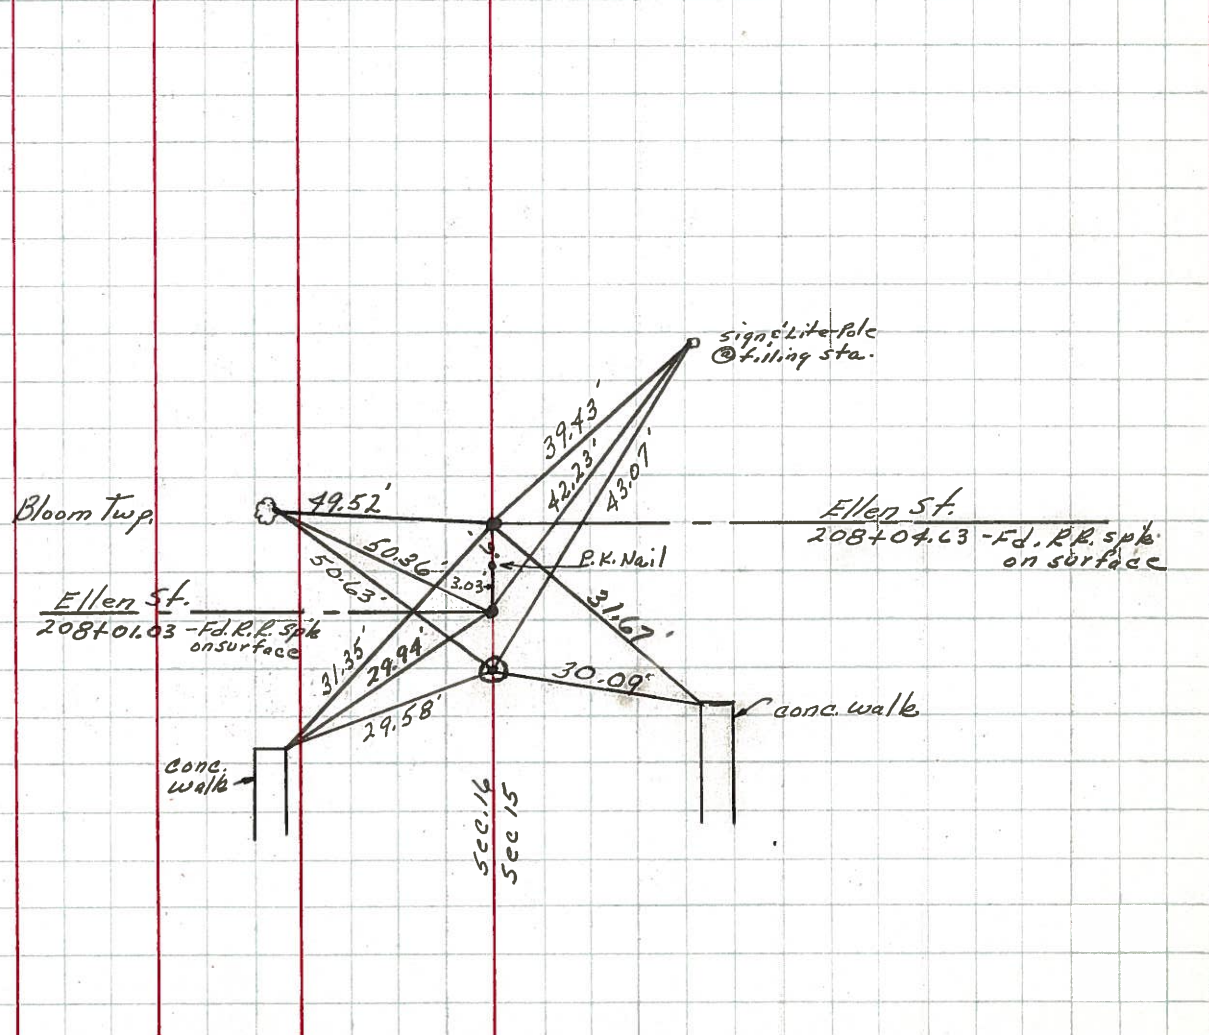 sign & Lite-Pole
@ filling sta.
39.43'
42.23'
43.07'
Bloom Twp.
49.52'
Ellen St.
208+04.63 - Fd. R.R. spk.
on surface
50.36'
50.63'
P.K. Nail
3.03'
Ellen St.
208+01.03 - Fd. R.R. Spk
on surface
31.67'
31.35'
29.94'
29.58'
30.09'
conc. walk
conc.
walk
Sec. 16
Sec 15